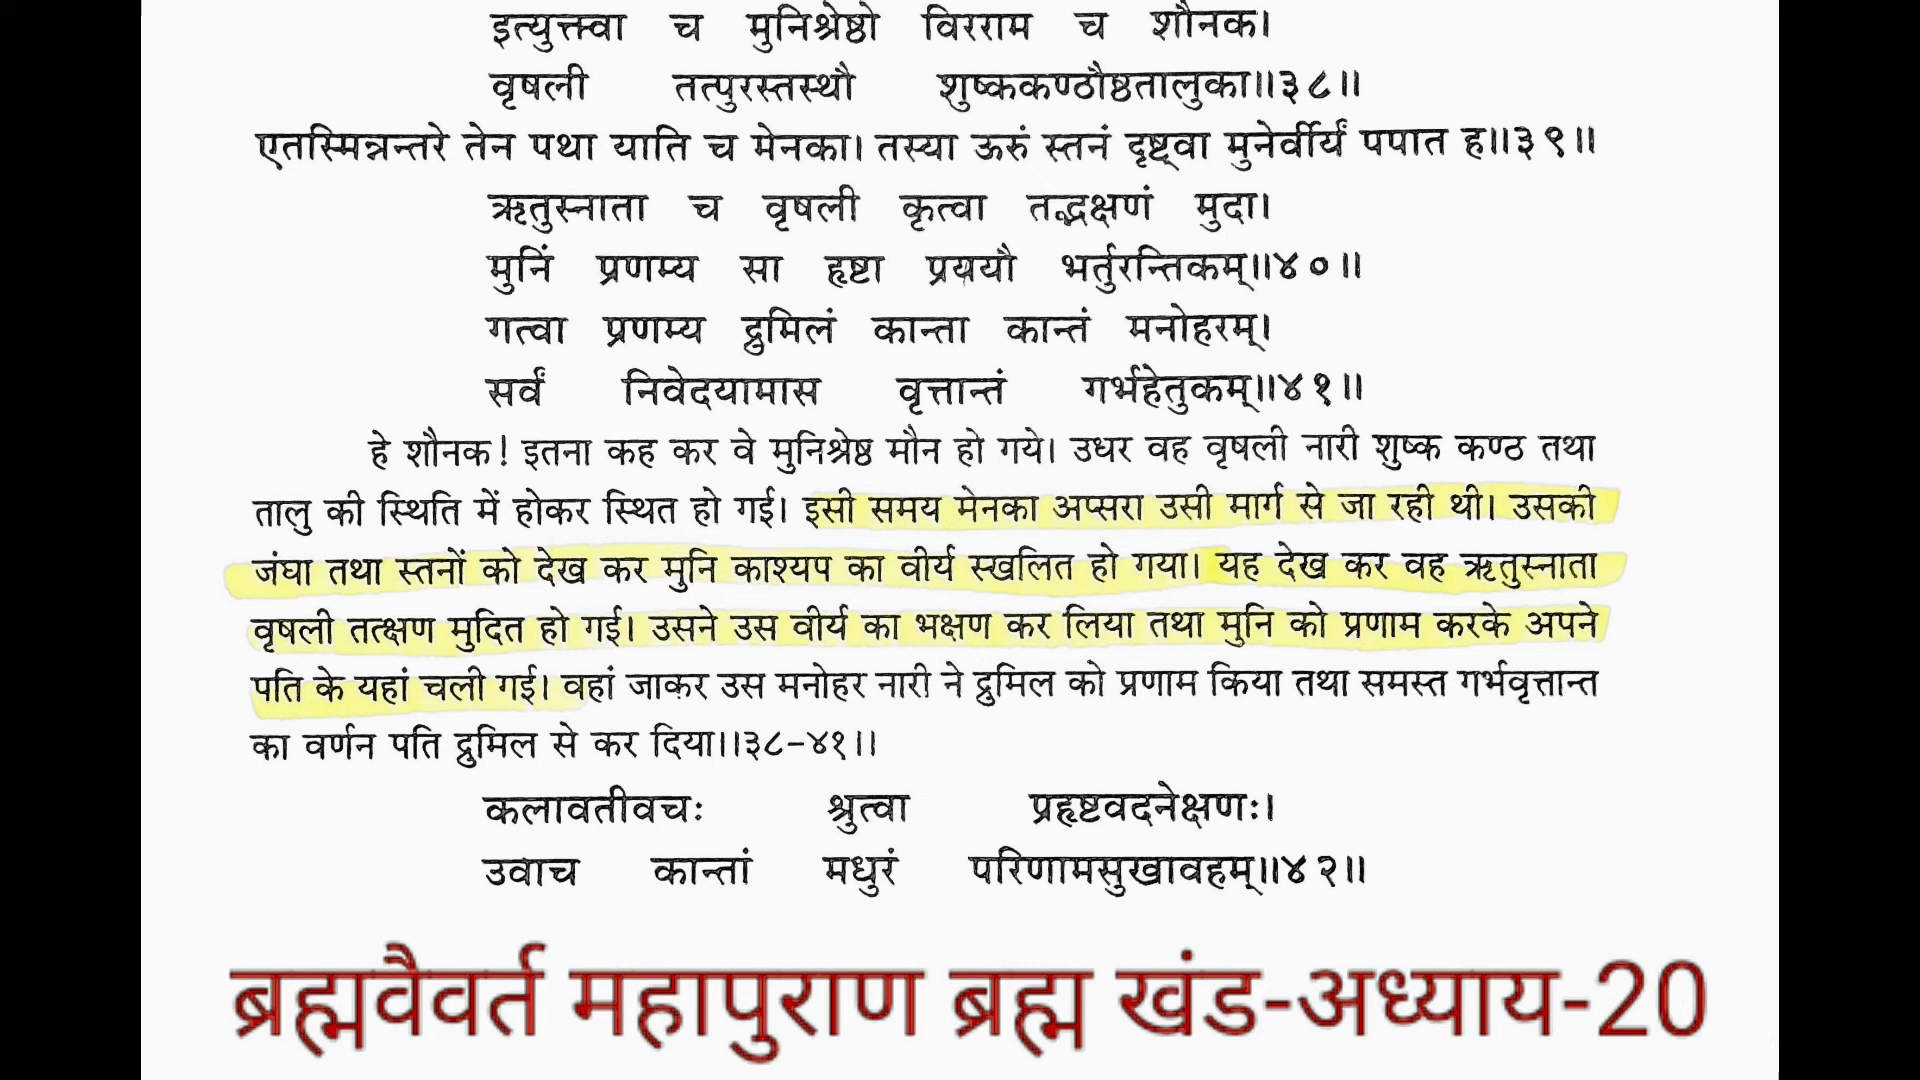 इत्युक्त्वा च मुनिश्रेष्ठो विरराम च शौनक।
वृषली तत्पुरस्तस्थौ शुष्ककण्ठौष्ठतालुका॥३८॥
एतस्मिन्नन्तरे तेन पथा याति च मेनका। तस्या ऊरुं स्तनं दृष्ट्वा मुनेर्वीर्यं पपात ह॥३९॥
ऋतुस्नाता च वृषली कृत्वा तद्भक्षणं मुदा।
मुनिं प्रणम्य सा हृष्टा प्रययौ भर्तुरन्तिकम्॥४०॥
गत्वा प्रणम्य द्रुमिलं कान्ता कान्तं मनोहरम्।
सर्वं निवेदयामास वृत्तान्तं गर्भहेतुकम्॥४१॥
हे शौनक! इतना कह कर वे मुनिश्रेष्ठ मौन हो गये। उधर वह वृषली नारी शुष्क कण्ठ तथा
तालु की स्थिति में होकर स्थित हो गई। इसी समय मेनका अप्सरा उसी मार्ग से जा रही थी। उसकी
जंघा तथा स्तनों को देख कर मुनि काश्यप का वीर्य स्खलित हो गया। यह देख कर वह ऋतुस्नाता
वृषली तत्क्षण मुदित हो गई। उसने उस वीर्य का भक्षण कर लिया तथा मुनि को प्रणाम करके अपने
पति के यहां चली गई। वहां जाकर उस मनोहर नारी ने द्रुमिल को प्रणाम किया तथा समस्त गर्भवृत्तान्त
का वर्णन पति द्रुमिल से कर दिया॥३८-४१॥
कलावतीवचः श्रुत्वा प्रहृष्टवदनेक्षणः।
उवाच कान्तां मधुरं परिणामसुखावहम्॥४२॥
ब्रह्मवैवर्त महापुराण ब्रह्म खंड-अध्याय-20